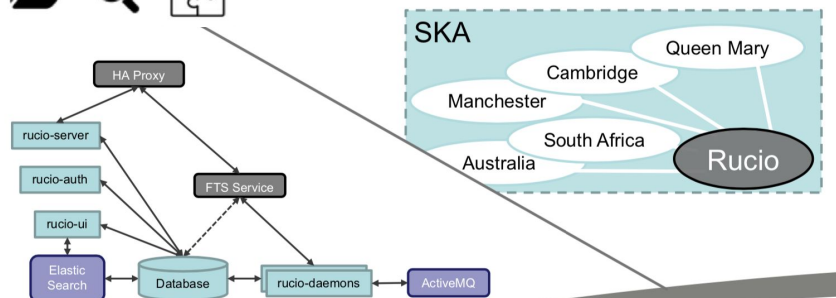 SKA
Queen Mary
Cambridge
Manchester
South Africa
Australia
Rucio
HA Proxy
rucio-server
rucio-auth
FTS Service
rucio-ui
Elastic
Search
Database
rucio-daemons
ActiveMQ